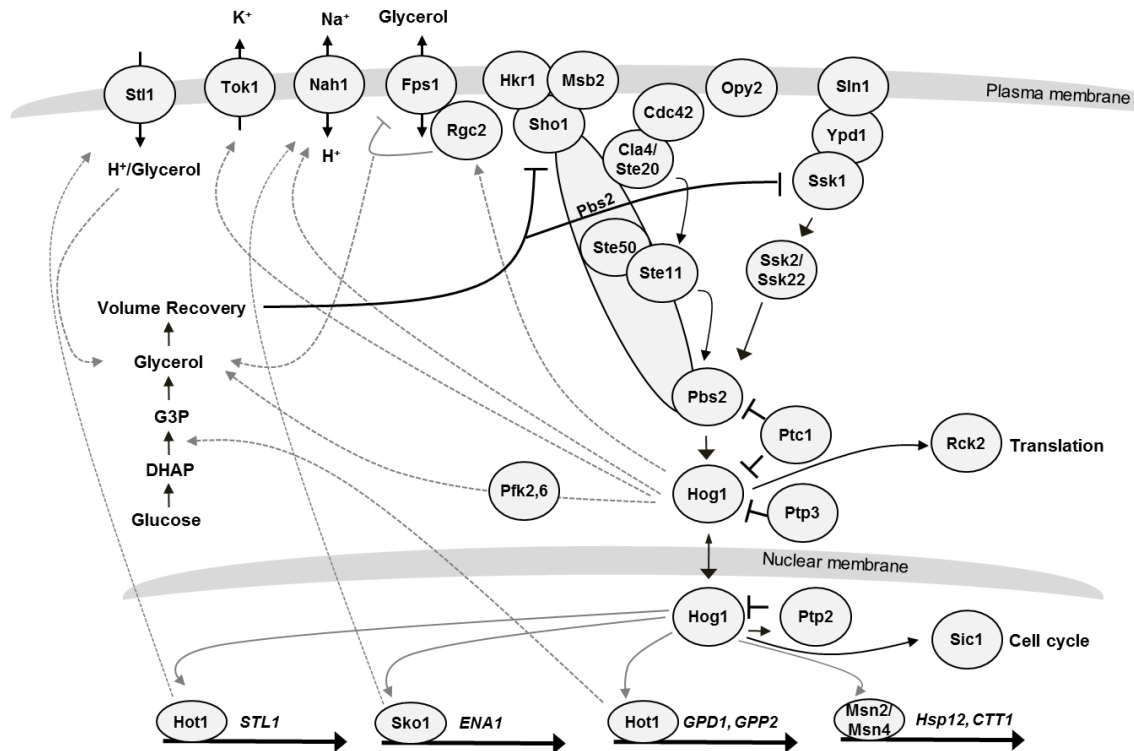 K⁺
Na⁺
Glycerol
Stl1
Tok1
Nah1
Fps1
Hkr1
Msb2
Opy2
Sln1
Plasma membrane
Rgc2
Sho1
Cdc42
Ypd1
H⁺/Glycerol
H⁺
Cla4/
Ste20
Ssk1
Pbs2
Ste50
Ste11
Ssk2/
Ssk22
Volume Recovery
Glycerol
Pbs2
G3P
Ptc1
Rck2
Translation
DHAP
Pfk2,6
Hog1
Ptp3
Glucose
Nuclear membrane
Hog1
Ptp2
Sic1
Cell cycle
Hot1
STL1
Sko1
ENA1
Hot1
GPD1, GPP2
Msn2/
Msn4
Hsp12, CTT1